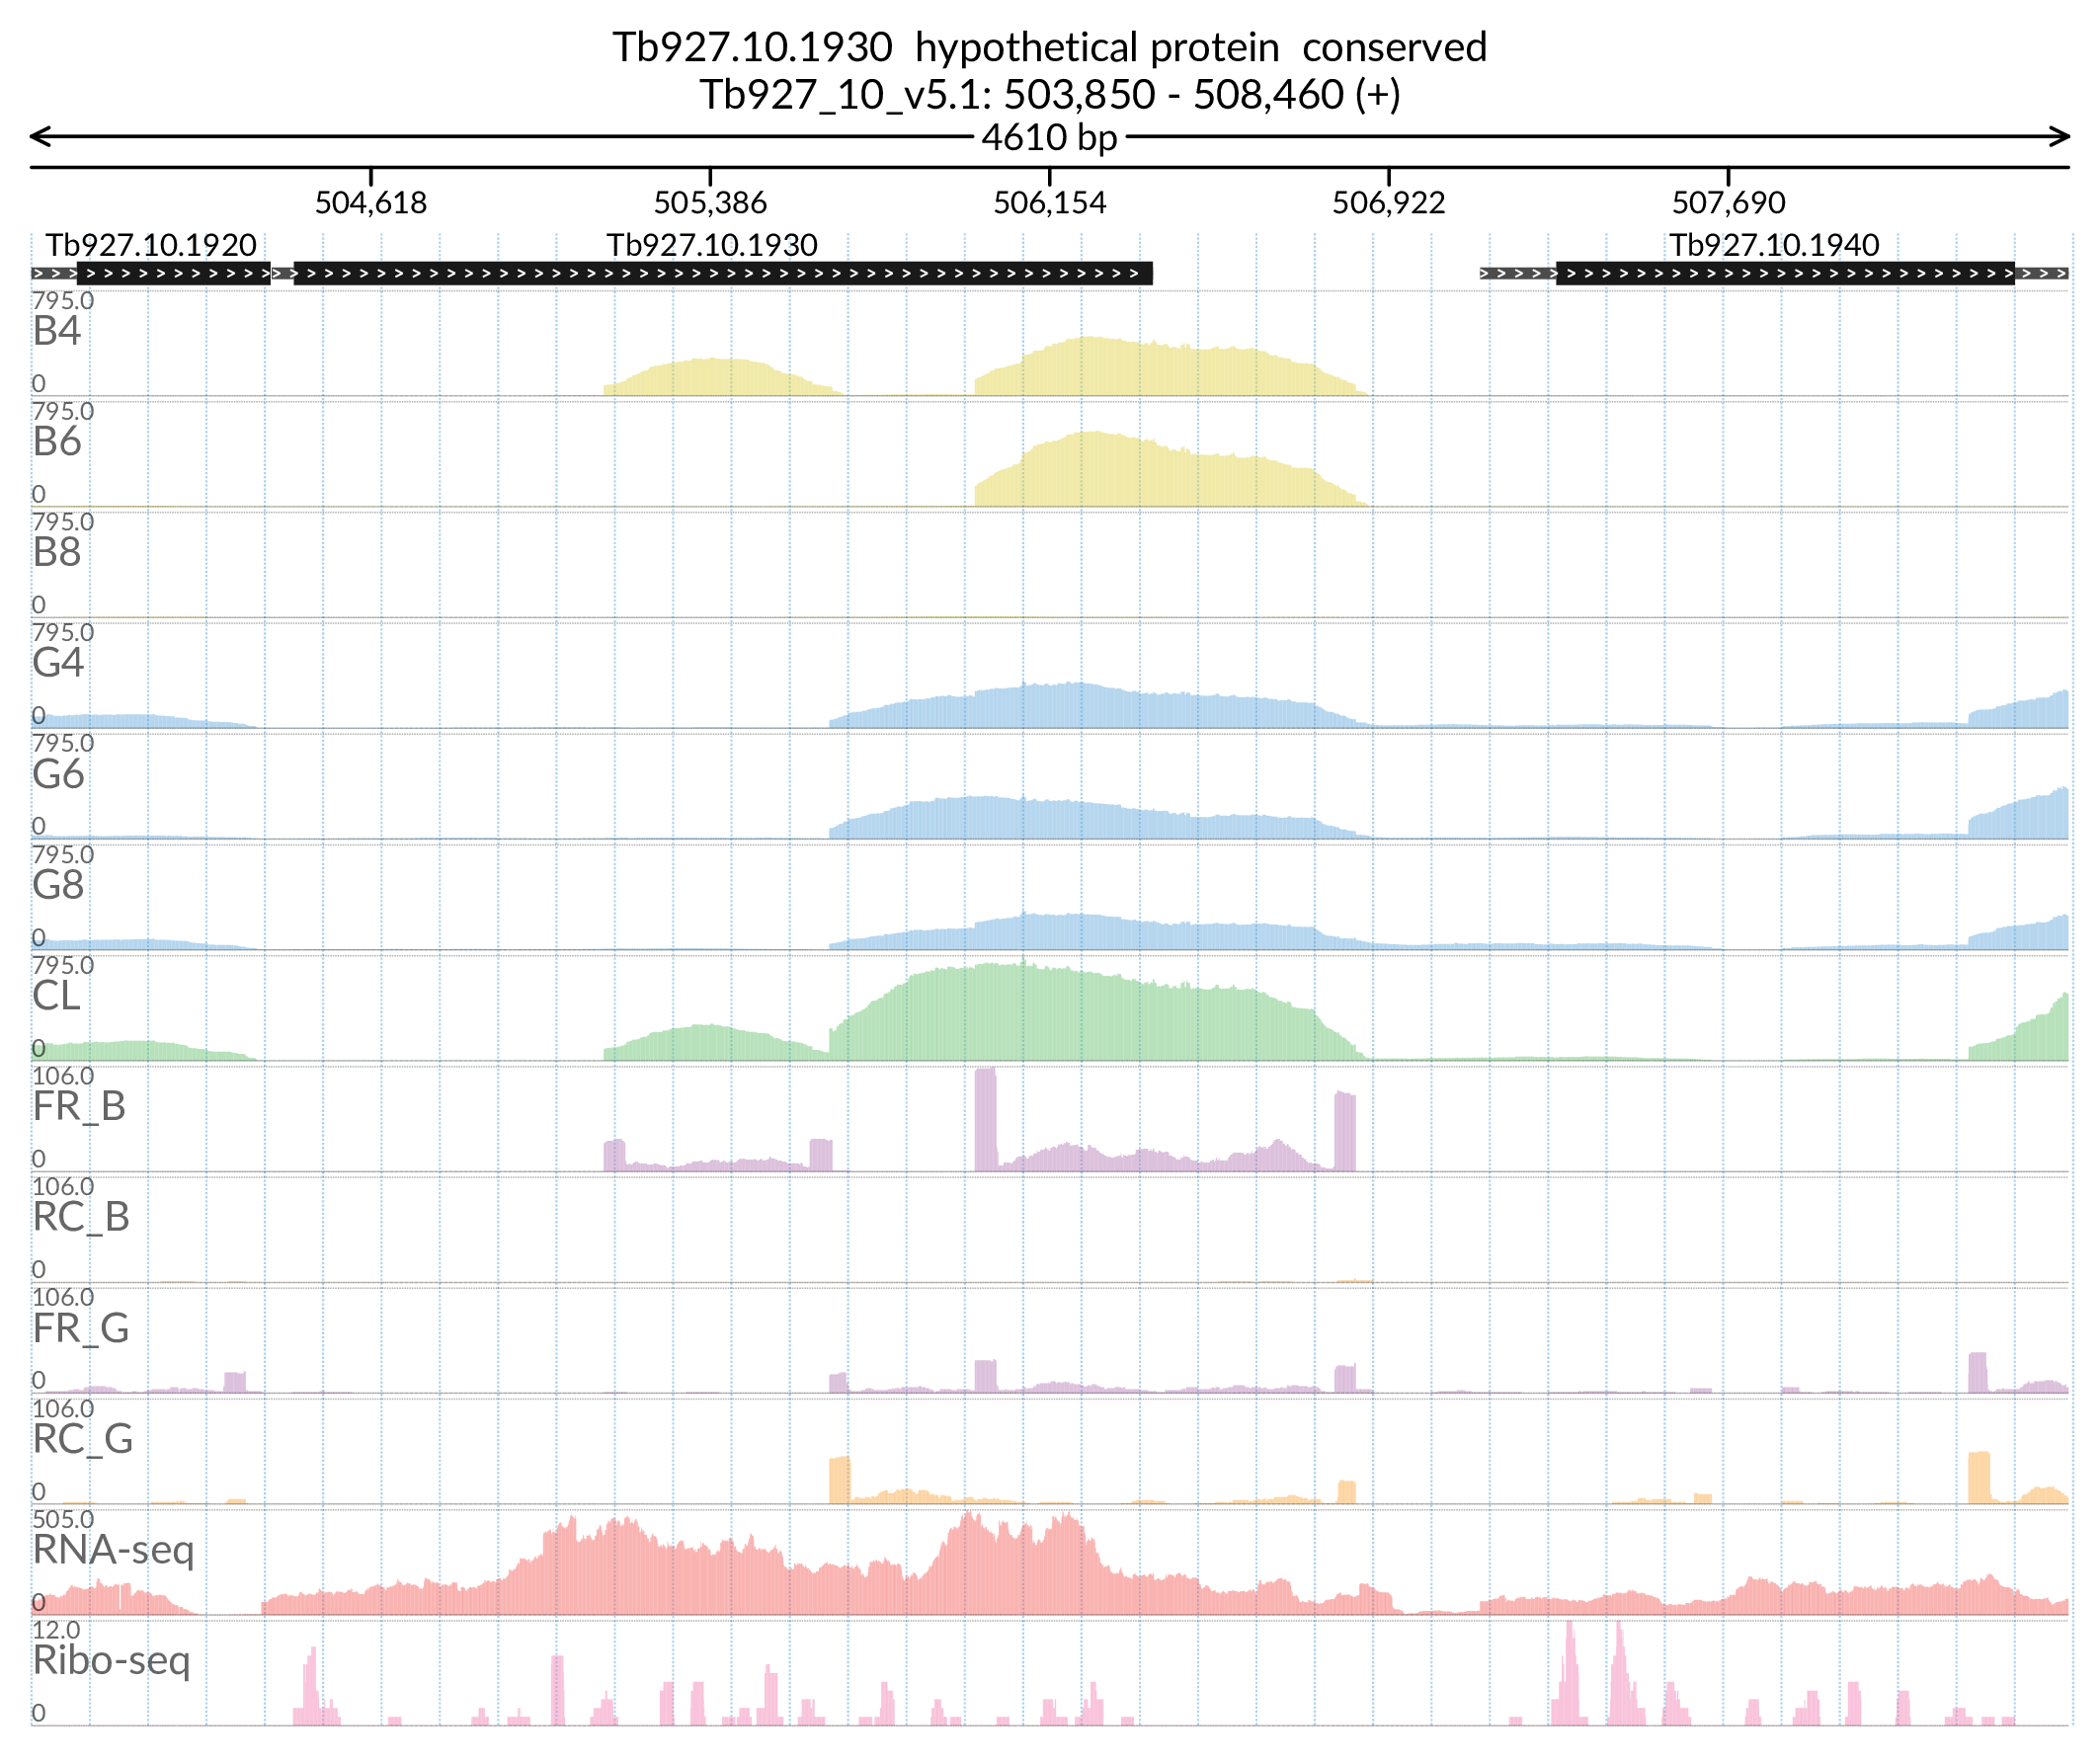 Tb927.10.1930 hypothetical protein conserved
Tb927_10_v5.1: 503,850 - 508,460 (+)
4610 bp
504,618 505,386 506,154 506,922 507,690
Tb927.10.1920 Tb927.10.1930 Tb927.10.1940
795.0
B4
0
795.0
B6
0
795.0
B8
0
795.0
G4
0
795.0
G6
0
795.0
G8
0
795.0
CL
0
106.0
FR_B
0
106.0
RC_B
0
106.0
FR_G
0
106.0
RC_G
0
505.0
RNA-seq
0
12.0
Ribo-seq
0